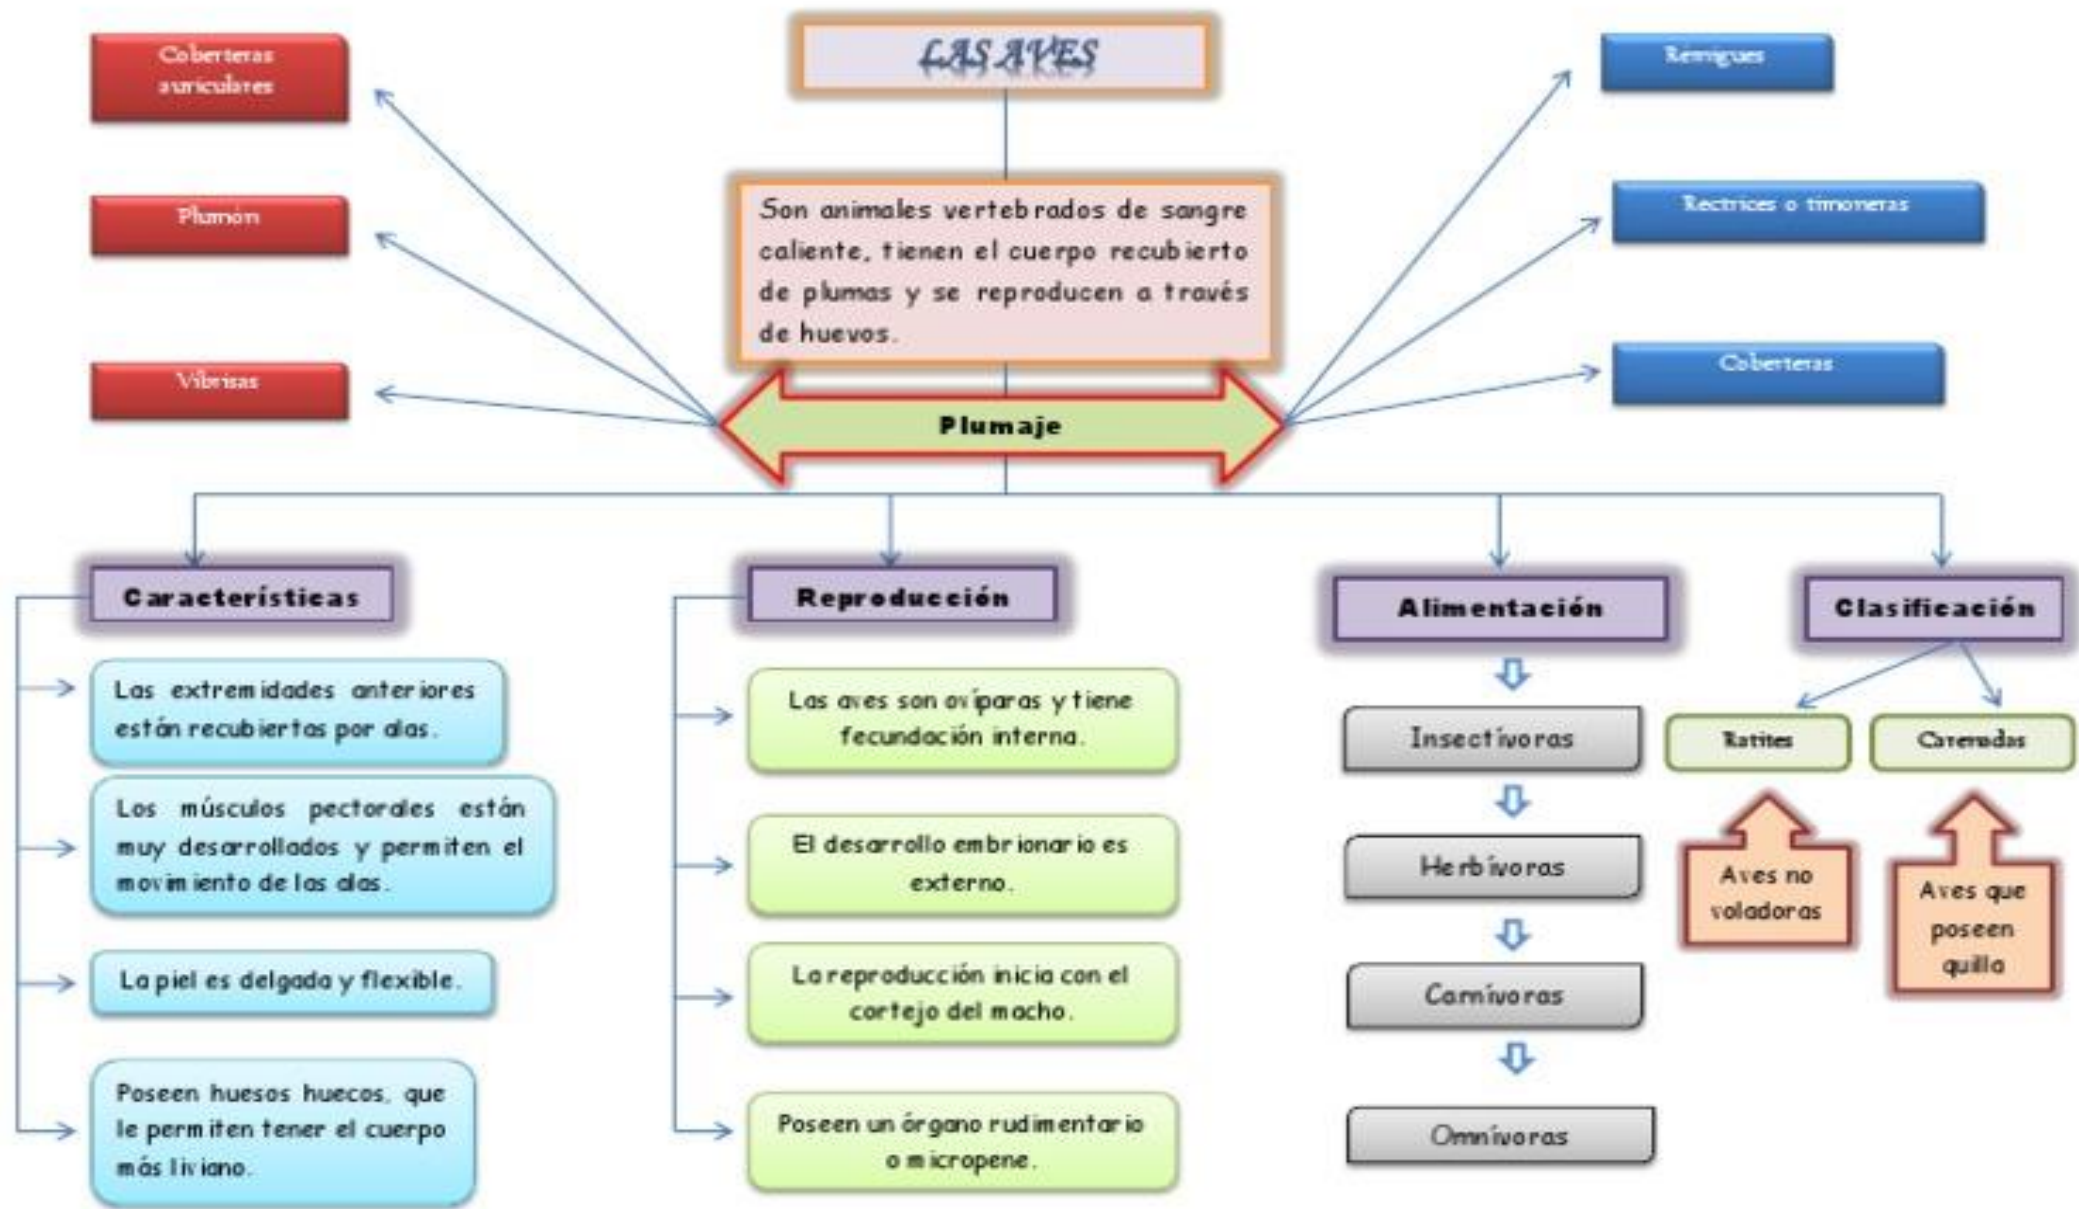 LAS AVES
Coberteras
auriculares
Plumón
Vibrisas
Rémigues
Rectrices o timoneras
Coberteras
Son animales vertebrados de sangre
caliente, tienen el cuerpo recubierto
de plumas y se reproducen a través
de huevos.
Plumaje
Características
Las extremidades anteriores
están recubiertas por alas.
Los músculos pectorales están
muy desarrollados y permiten el
movimiento de las alas.
La piel es delgada y flexible.
Poseen huesos huecos, que
le permiten tener el cuerpo
más liviano.
Reproducción
Las aves son ovíparas y tiene
fecundación interna.
El desarrollo embrionario es
externo.
La reproducción inicia con el
cortejo del macho.
Poseen un órgano rudimentario
o micropene.
Alimentación
Insectívoras
Herbívoras
Carnívoras
Omnívoras
Clasificación
Ratites
Carenadas
Aves no
voladoras
Aves que
poseen
quilla